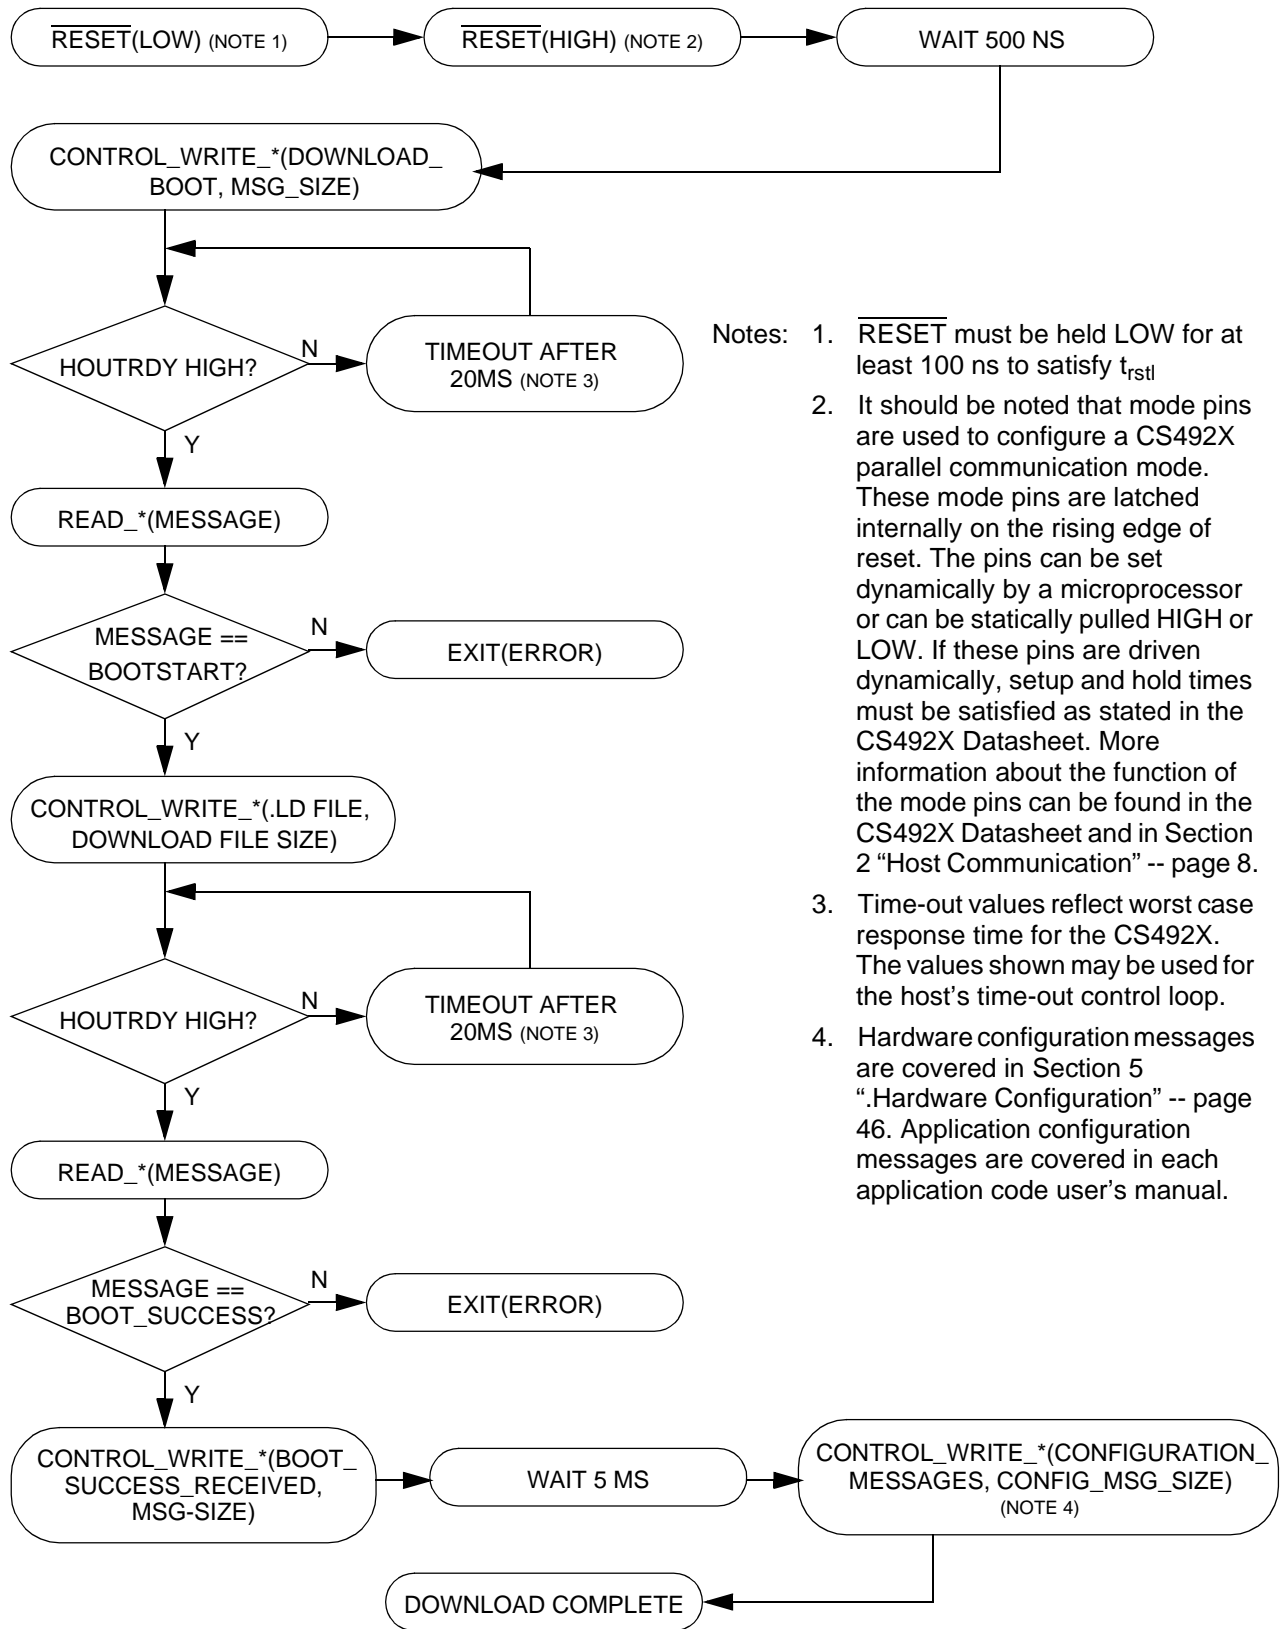 RESET(LOW) (NOTE 1)
RESET(HIGH) (NOTE 2)
WAIT 500 NS
CONTROL_WRITE_*(DOWNLOAD_
BOOT, MSG_SIZE)
HOUTRDY HIGH?
N
TIMEOUT AFTER
20MS (NOTE 3)
Y
READ_*(MESSAGE)
MESSAGE ==
BOOTSTART?
N
EXIT(ERROR)
Y
CONTROL_WRITE_*(.LD FILE,
DOWNLOAD FILE SIZE)
HOUTRDY HIGH?
N
TIMEOUT AFTER
20MS (NOTE 3)
Y
READ_*(MESSAGE)
MESSAGE ==
BOOT_SUCCESS?
N
EXIT(ERROR)
Y
CONTROL_WRITE_*(BOOT_
SUCCESS_RECEIVED,
MSG-SIZE)
WAIT 5 MS
CONTROL_WRITE_*(CONFIGURATION_
MESSAGES, CONFIG_MSG_SIZE)
(NOTE 4)
DOWNLOAD COMPLETE
Notes: 1. RESET must be held LOW for at
least 100 ns to satisfy trstl
2. It should be noted that mode pins
are used to configure a CS492X
parallel communication mode.
These mode pins are latched
internally on the rising edge of
reset. The pins can be set
dynamically by a microprocessor
or can be statically pulled HIGH or
LOW. If these pins are driven
dynamically, setup and hold times
must be satisfied as stated in the
CS492X Datasheet. More
information about the function of
the mode pins can be found in the
CS492X Datasheet and in Section
2 “Host Communication” -- page 8.
3. Time-out values reflect worst case
response time for the CS492X.
The values shown may be used for
the host’s time-out control loop.
4. Hardware configuration messages
are covered in Section 5
“.Hardware Configuration” -- page
46. Application configuration
messages are covered in each
application code user’s manual.